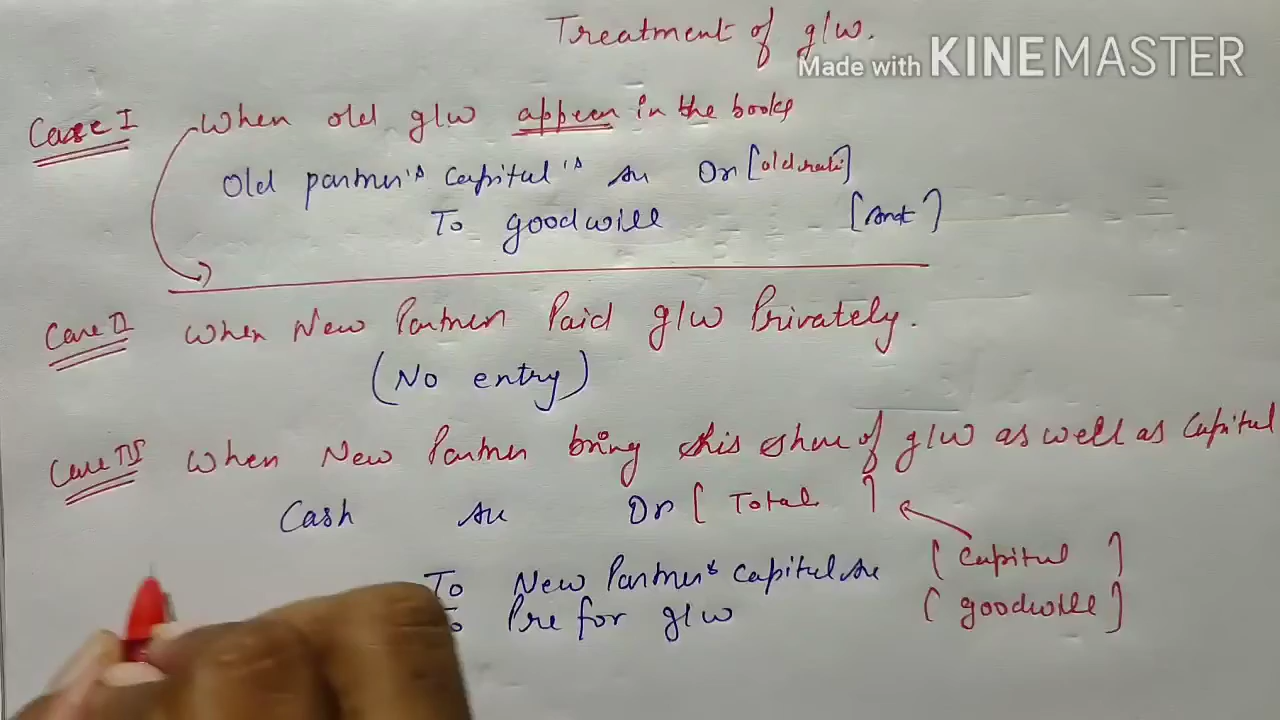 Treatment of g/w.
Made with KINEMASTER
Case I When old g/w appear in the books
Old partner's capital's A/c Dr [old ratio]
To goodwill [Amt]
Case II When New Partner Paid g/w Privately.
(No entry)
Case III When New Partner bring his share of g/w as well as Capital
Cash A/c Dr [Total]
To New Partner's capital A/c [Capital]
To Pre for g/w [goodwill]